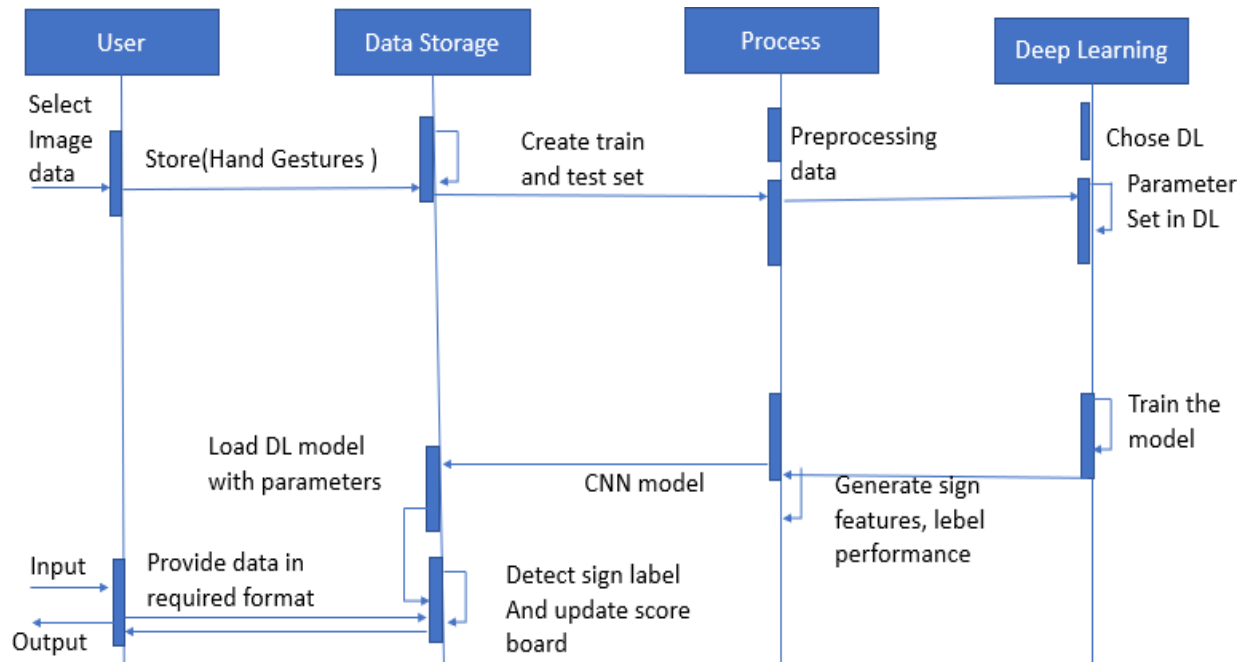 User
Data Storage
Process
Deep Learning
Select
Image
data
Store(Hand Gestures )
Create train
and test set
Preprocessing
data
Chose DL
Parameter
Set in DL
Train the
model
Load DL model
with parameters
CNN model
Generate sign
features, lebel
performance
Input
Provide data in
required format
Detect sign label
And update score
board
Output